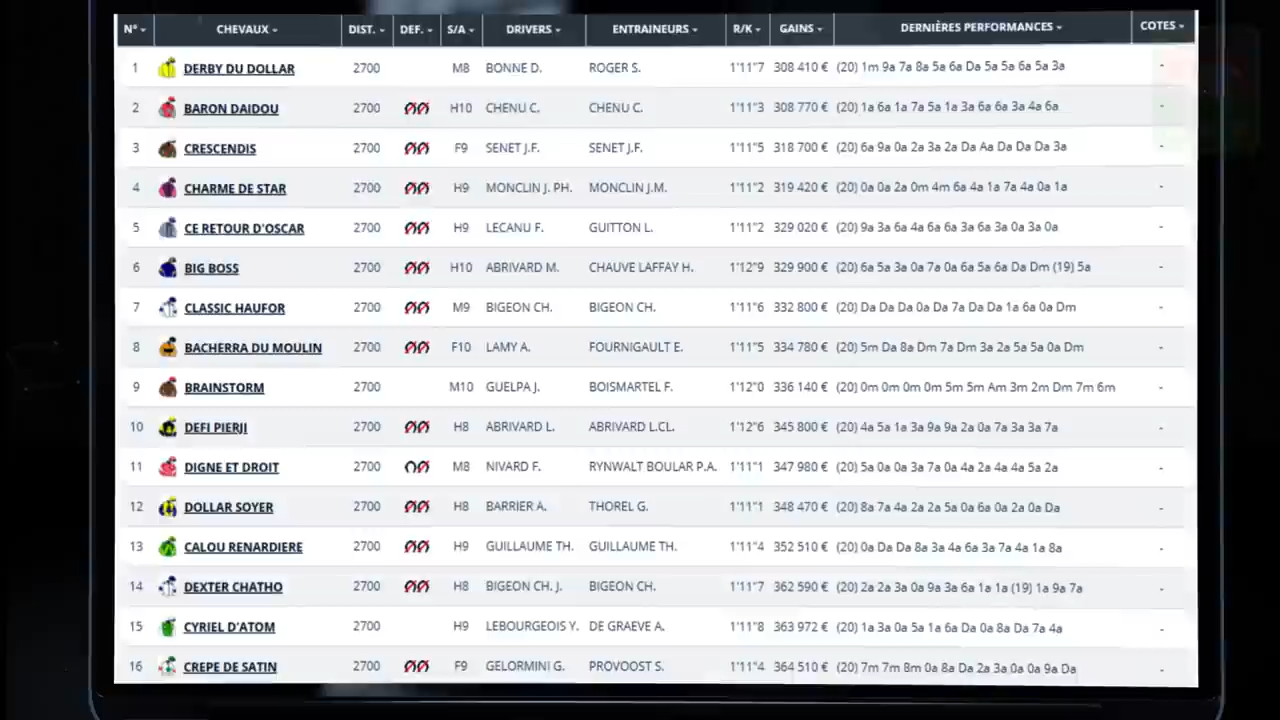 N° CHEVAUX DIST. DEF. S/A DRIVERS ENTRAINEURS R/K GAINS DERNIÈRES PERFORMANCES COTES
1 DERBY DU DOLLAR 2700 M8 BONNE D. ROGER S. 1'11"7 308 410 € (20) 1m 9a 7a 8a 5a 6a Da 5a 5a 6a 5a 3a -
2 BARON DAIDOU 2700 H10 CHENU C. CHENU C. 1'11"3 308 770 € (20) 1a 6a 1a 7a 5a 1a 3a 6a 6a 3a 4a 6a -
3 CRESCENDIS 2700 F9 SENET J.F. SENET J.F. 1'11"5 318 700 € (20) 6a 9a 0a 2a 3a 2a Da Aa Da Da Da 3a -
4 CHARME DE STAR 2700 H9 MONCLIN J. PH. MONCLIN J.M. 1'11"2 319 420 € (20) 0a 0a 2a 0m 4m 6a 4a 1a 7a 4a 0a 1a -
5 CE RETOUR D'OSCAR 2700 H9 LECANU F. GUITTON L. 1'11"2 329 020 € (20) 9a 3a 6a 4a 6a 6a 3a 6a 3a 0a 3a 0a -
6 BIG BOSS 2700 H10 ABRIVARD M. CHAUVE LAFFAY H. 1'12"9 329 900 € (20) 6a 5a 3a 0a 7a 0a 6a 5a 6a Da Dm (19) 5a -
7 CLASSIC HAUFOR 2700 M9 BIGEON CH. BIGEON CH. 1'11"6 332 800 € (20) Da Da Da 0a Da 7a Da Da 1a 6a 0a Dm -
8 BACHERRA DU MOULIN 2700 F10 LAMY A. FOURNIGAULT E. 1'11"5 334 780 € (20) 5m Da 8a Dm 7a Dm 3a 2a 5a 5a 0a Dm -
9 BRAINSTORM 2700 M10 GUELPA J. BOISMARTEL F. 1'12"0 336 140 € (20) 0m 0m 0m 0m 5m 5m Am 3m 2m Dm 7m 6m -
10 DEFI PIERJI 2700 H8 ABRIVARD L. ABRIVARD L.CL. 1'12"6 345 800 € (20) 4a 5a 1a 3a 9a 9a 2a 0a 7a 3a 3a 7a -
11 DIGNE ET DROIT 2700 M8 NIVARD F. RYNWALT BOULAR P.A. 1'11"1 347 980 € (20) 5a 0a 0a 3a 7a 0a 4a 2a 4a 4a 5a 2a -
12 DOLLAR SOYER 2700 H8 BARRIER A. THOREL G. 1'11"1 348 470 € (20) 8a 7a 4a 2a 2a 5a 0a 6a 0a 2a 0a Da -
13 CALOU RENARDIERE 2700 H9 GUILLAUME TH. GUILLAUME TH. 1'11"4 352 510 € (20) 0a Da Da 8a 3a 4a 6a 3a 7a 4a 1a 8a -
14 DEXTER CHATHO 2700 H8 BIGEON CH. J. BIGEON CH. 1'11"7 362 590 € (20) 2a 2a 3a 0a 9a 3a 6a 1a 1a (19) 1a 9a 7a -
15 CYRIEL D'ATOM 2700 H9 LEBOURGEOIS Y. DE GRAEVE A. 1'11"8 363 972 € (20) 1a 3a 0a 5a 1a 6a Da 0a 8a Da 7a 4a -
16 CREPE DE SATIN 2700 F9 GELORMINI G. PROVOOST S. 1'11"4 364 510 € (20) 7m 7m 8m 0a 8a Da 2a 3a 0a 0a 9a Da -